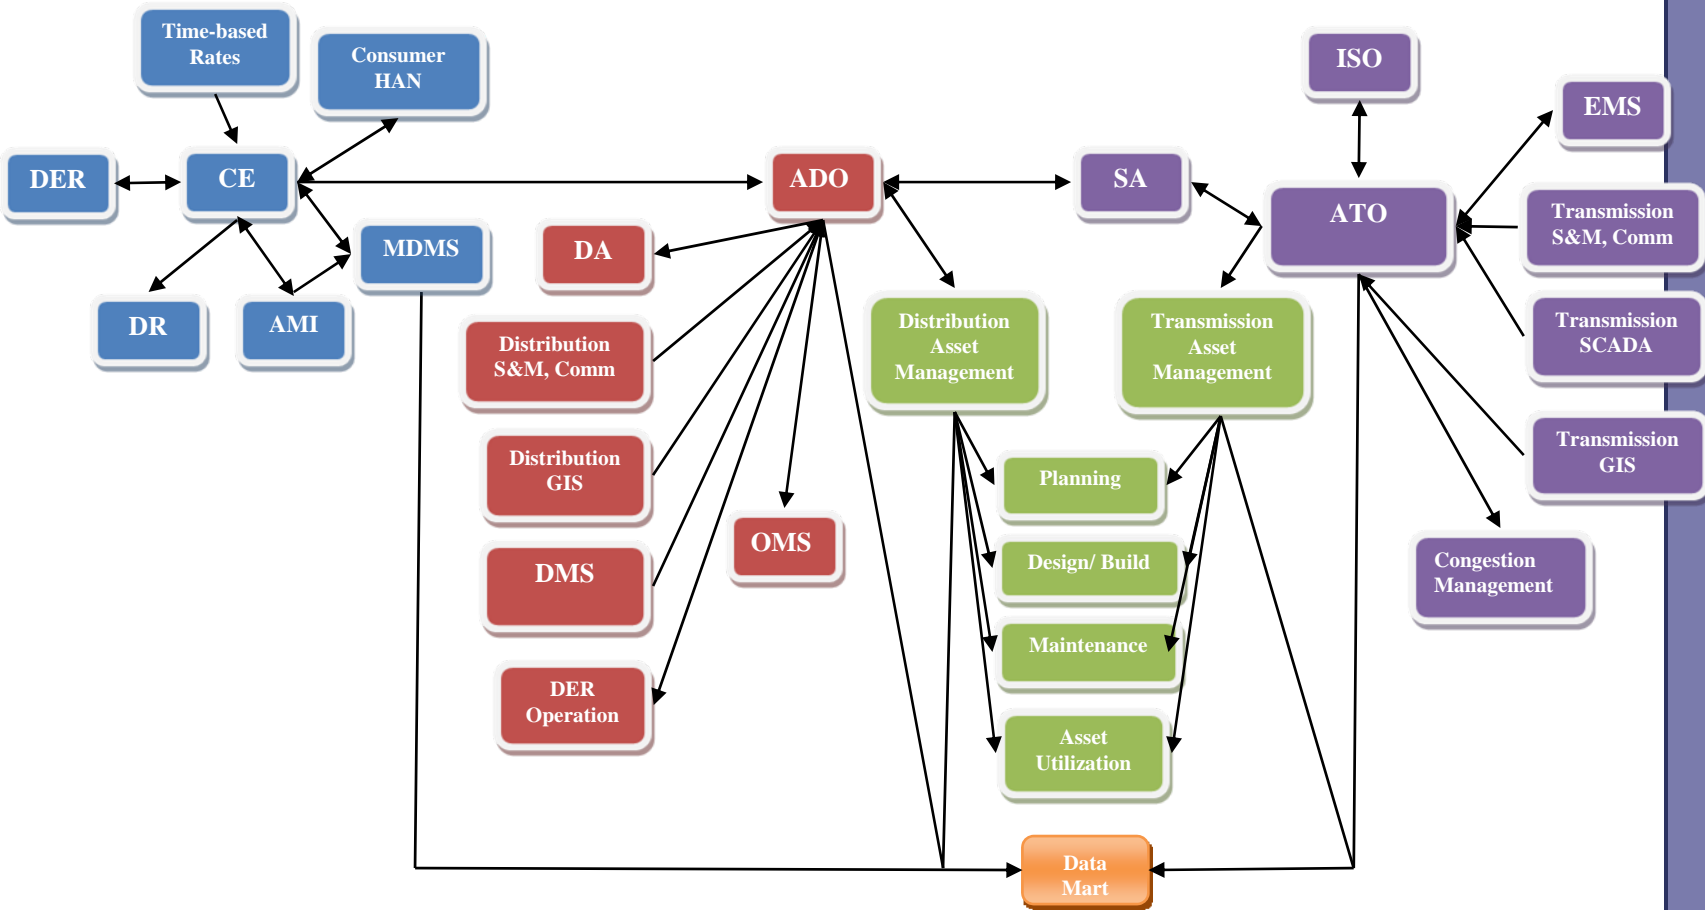 Time-based
Rates
Consumer
HAN
ISO
EMS
DER
CE
ADO
SA
ATO
Transmission
S&M, Comm
MDMS
DA
DR
AMI
Distribution
S&M, Comm
Distribution
Asset
Management
Transmission
Asset
Management
Transmission
SCADA
Distribution
GIS
Planning
Transmission
GIS
OMS
DMS
Design/ Build
Congestion
Management
Maintenance
DER
Operation
Asset
Utilization
Data
Mart